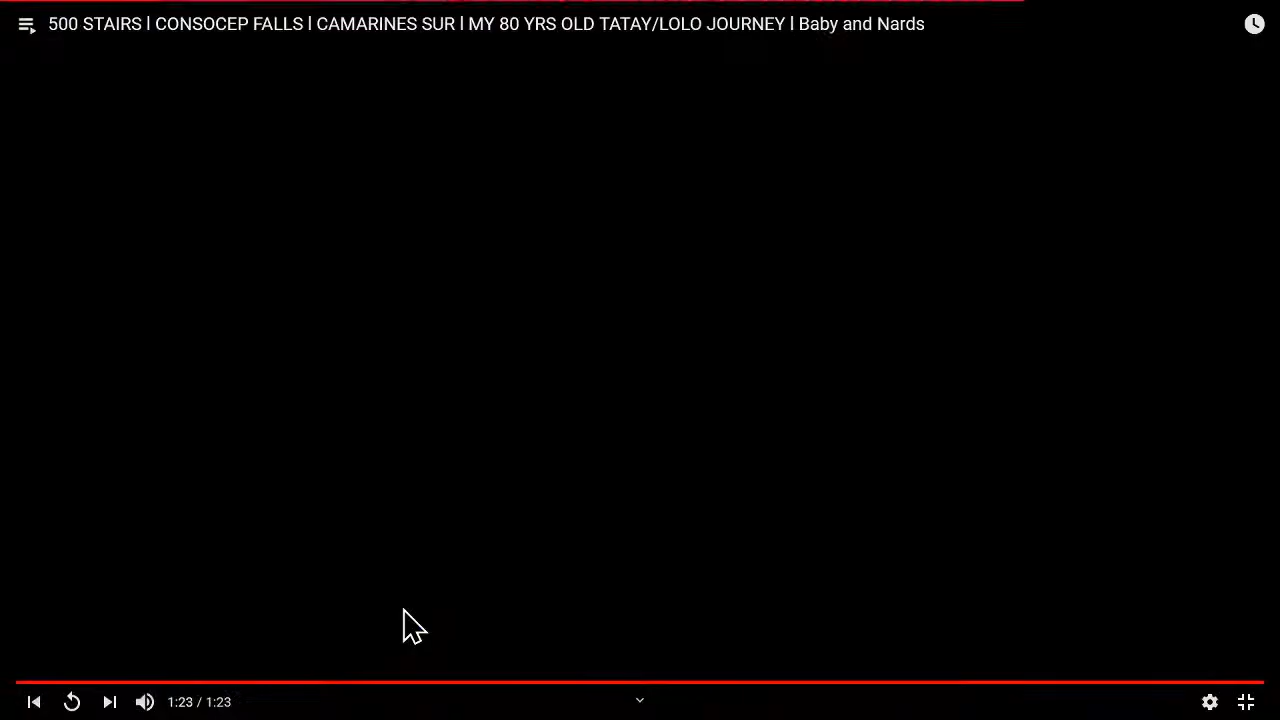 500 STAIRS l CONSOCEP FALLS l CAMARINES SUR l MY 80 YRS OLD TATAY/LOLO JOURNEY l Baby and Nards
1:23 / 1:23